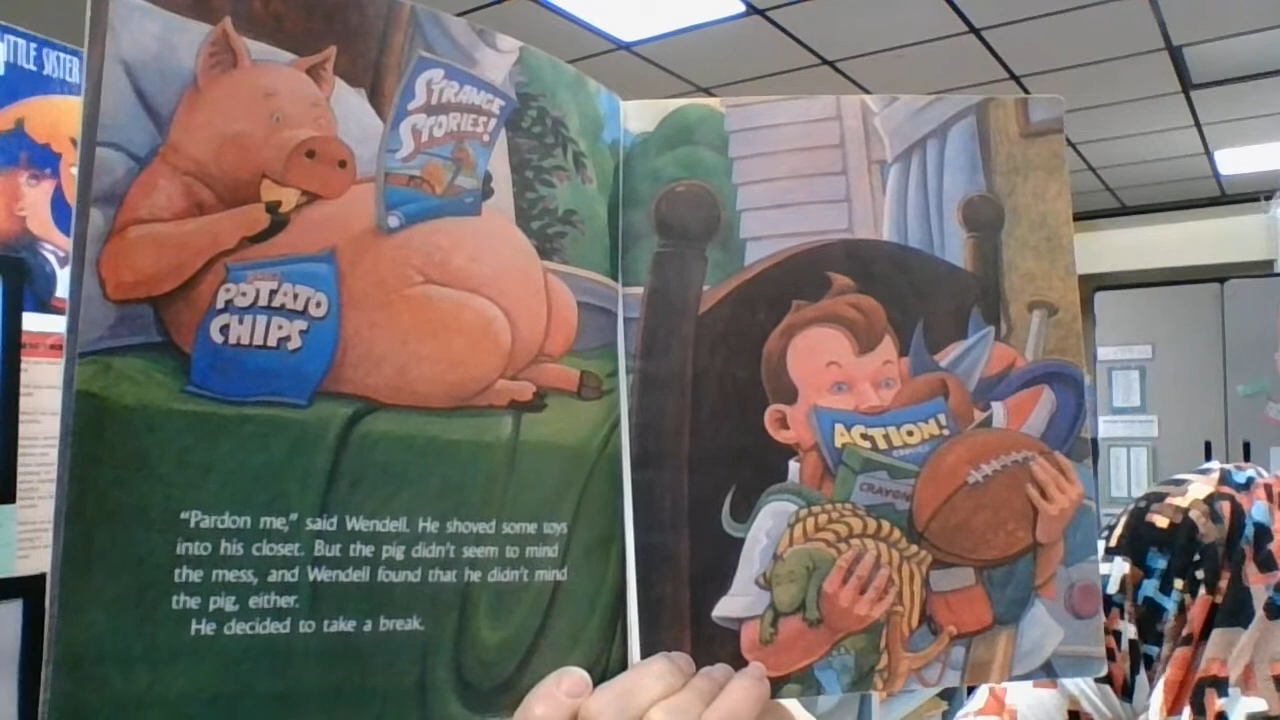 ITTLE SISTER
STRANGE
STORIES!
POTATO
CHIPS
"Pardon me," said Wendell. He shoved some toys
into his closet. But the pig didn't seem to mind
the mess, and Wendell found that he didn't mind
the pig, either.
He decided to take a break.
ACTION!
CRAYON